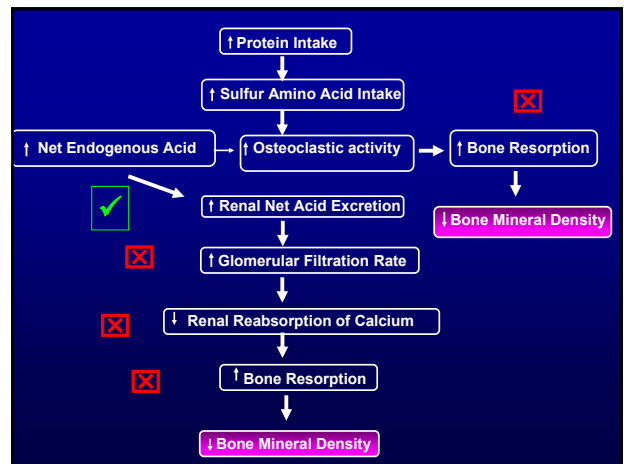 ↑ Protein Intake
↑ Sulfur Amino Acid Intake
↑ Net Endogenous Acid
↑ Osteoclastic activity
↑ Bone Resorption
↓ Bone Mineral Density
↑ Renal Net Acid Excretion
↑ Glomerular Filtration Rate
↓ Renal Reabsorption of Calcium
↑ Bone Resorption
↓ Bone Mineral Density